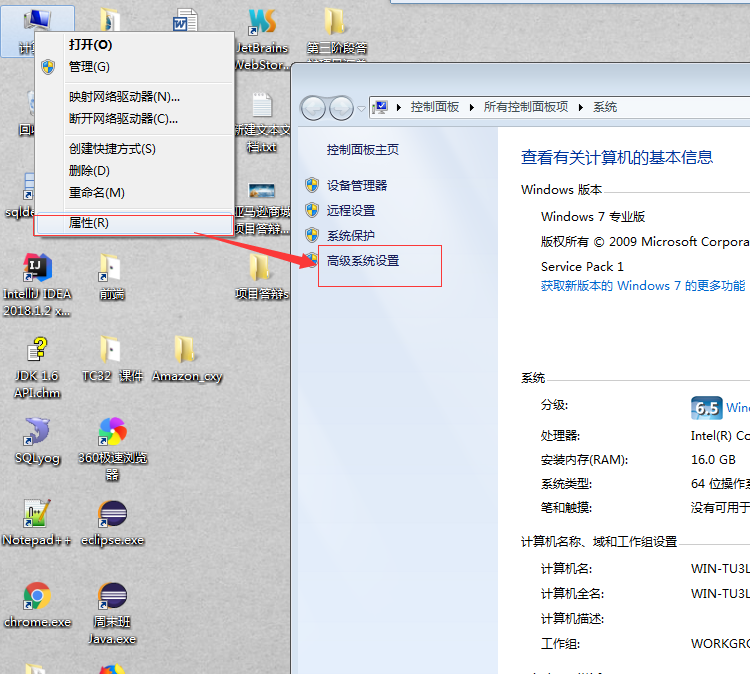 打开(O)
管理(G)
映射网络驱动器(N)...
断开网络驱动器(C)...
创建快捷方式(S)
删除(D)
重命名(M)
属性(R)
JetBrains
WebStor...
第三阶段答
新建文本文
档.txt
亚马逊商城
项目答辩...
IntelliJ IDEA
2018.1.2 x...
前端
项目答辩s
JDK 1.6
API.chm
TC32 课件
Amazon_cxy
SQLyog
360极速浏览
器
Notepad++
eclipse.exe
chrome.exe
周末班
Java.exe
控制面板
所有控制面板项
系统
控制面板主页
设备管理器
远程设置
系统保护
高级系统设置
查看有关计算机的基本信息
Windows 版本
Windows 7 专业版
版权所有 © 2009 Microsoft Corpora
Service Pack 1
获取新版本的 Windows 7 的更多功能
系统
分级:
6.5 Wind
处理器:
Intel(R) Co
安装内存(RAM):
16.0 GB
系统类型:
64 位操作系
笔和触摸:
没有可用于
计算机名称、域和工作组设置
计算机名:
WIN-TU3L
计算机全名:
WIN-TU3L
计算机描述:
工作组:
WORKGRO